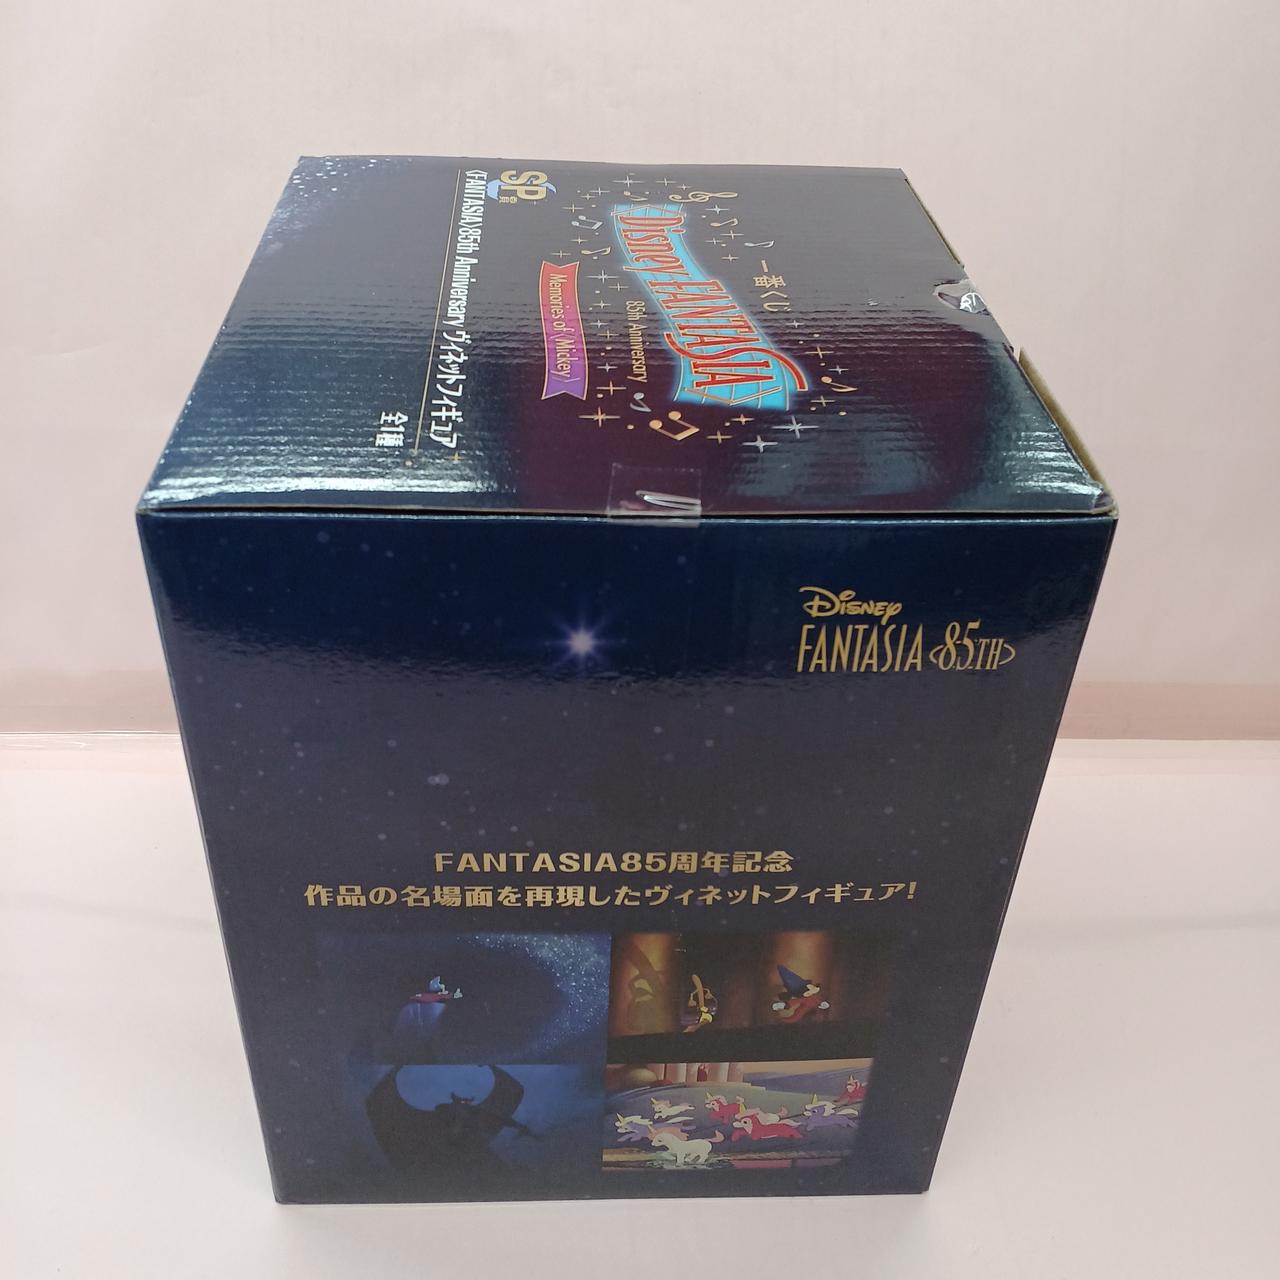 一番くじ
Disney FANTASIA
85th Anniversary
Memories of〈Mickey〉
SP賞
〈FANTASIA〉85th Anniversary ヴィネットフィギュア
全1種
Disney
FANTASIA 85TH
FANTASIA85周年記念
作品の名場面を再現したヴィネットフィギュア!